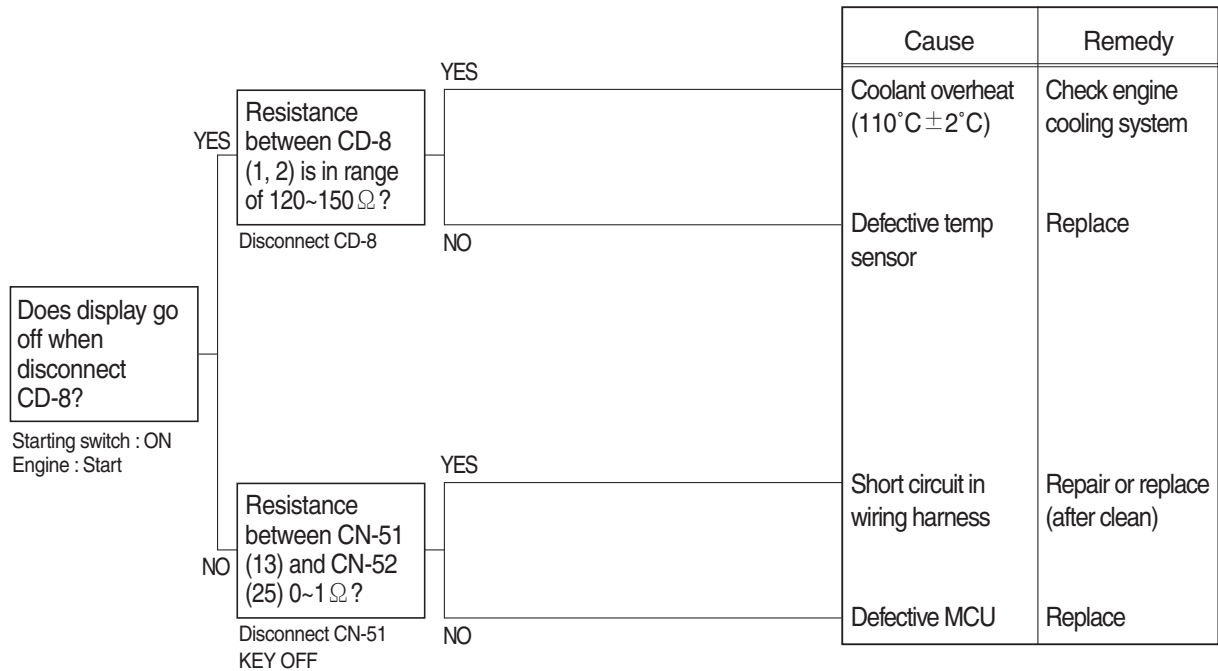 Does display go
off when
disconnect
CD-8?
Starting switch : ON
Engine : Start
YES
Resistance
between CD-8
(1, 2) is in range
of 120~150Ω?
Disconnect CD-8
YES
NO
NO
Resistance
between CN-51
(13) and CN-52
(25) 0~1Ω?
Disconnect CN-51
KEY OFF
YES
NO
Cause Remedy
Coolant overheat Check engine
(110˚C±2˚C) cooling system
Defective temp Replace
sensor
Short circuit in Repair or replace
wiring harness (after clean)
Defective MCU Replace